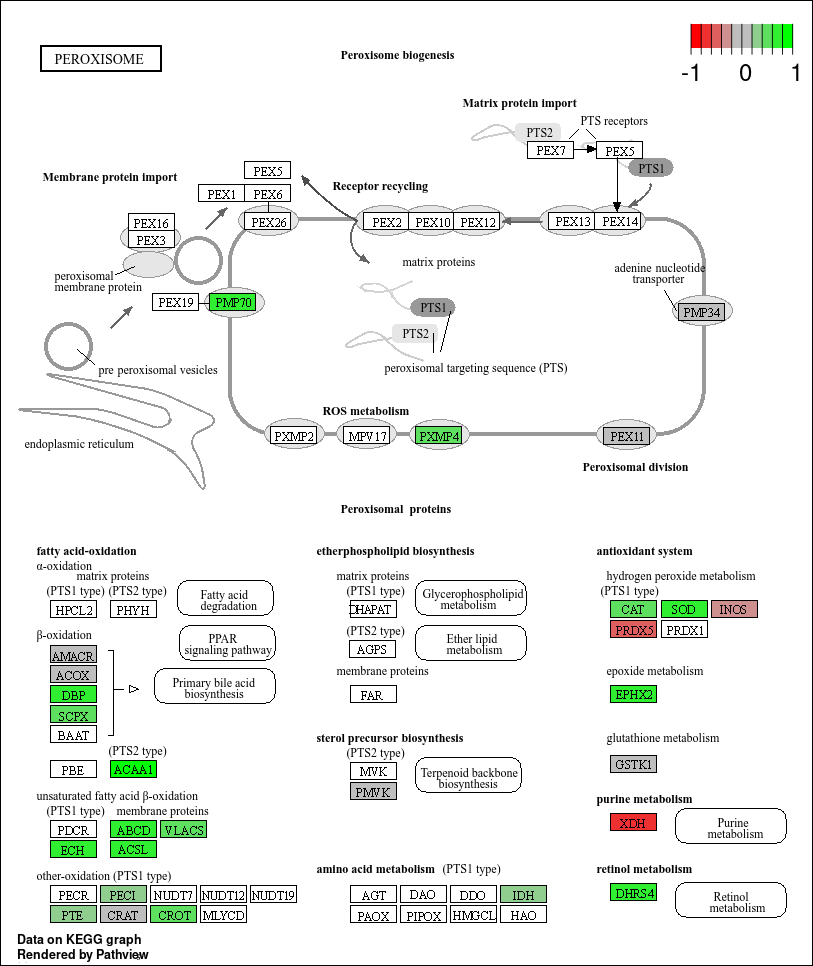 PEROXISOME
Peroxisome biogenesis
-1 0 1
Matrix protein import
PTS receptors
PTS2
PEX7
PEX5
PTS1
Membrane protein import
PEX5
PEX1 PEX6
PEX26
Receptor recycling
PEX2 PEX10 PEX12
PEX13 PEX14
PEX16
PEX3
peroxisomal
membrane protein
matrix proteins
adenine nucleotide
transporter
PEX19 PMP70
PTS1
PMP34
PTS2
peroxisomal targeting sequence (PTS)
pre peroxisomal vesicles
endoplasmic reticulum
ROS metabolism
PXMP2 MPV17 PXMP4 PEX11
Peroxisomal division
Peroxisomal proteins
fatty acid-oxidation
α-oxidation
matrix proteins
(PTS1 type) (PTS2 type)
HPCL2 PHYH
Fatty acid
degradation
β-oxidation
PPAR
signaling pathway
AMACR
ACOX
DBP
SCPX
BAAT
Primary bile acid
biosynthesis
(PTS2 type)
PBE ACAA1
unsaturated fatty acid β-oxidation
(PTS1 type) membrane proteins
PDCR ABCD VLACS
ECH ACSL
other-oxidation (PTS1 type)
PECR PECI NUDT7 NUDT12 NUDT19
PTE CRAT CROT MLYCD
etherphospholipid biosynthesis
matrix proteins
(PTS1 type)
DHAPAT
Glycerophospholipid
metabolism
(PTS2 type)
AGPS
Ether lipid
metabolism
membrane proteins
FAR
sterol precursor biosynthesis
(PTS2 type)
MVK
PMVK
Terpenoid backbone
biosynthesis
amino acid metabolism (PTS1 type)
AGT DAO DDO IDH
PAOX PIPOX HMGCL HAO
antioxidant system
hydrogen peroxide metabolism
(PTS1 type)
CAT SOD INOS
PRDX5 PRDX1
epoxide metabolism
EPHX2
glutathione metabolism
GSTK1
purine metabolism
XDH
Purine
metabolism
retinol metabolism
DHRS4
Retinol
metabolism
Data on KEGG graph
Rendered by Pathview